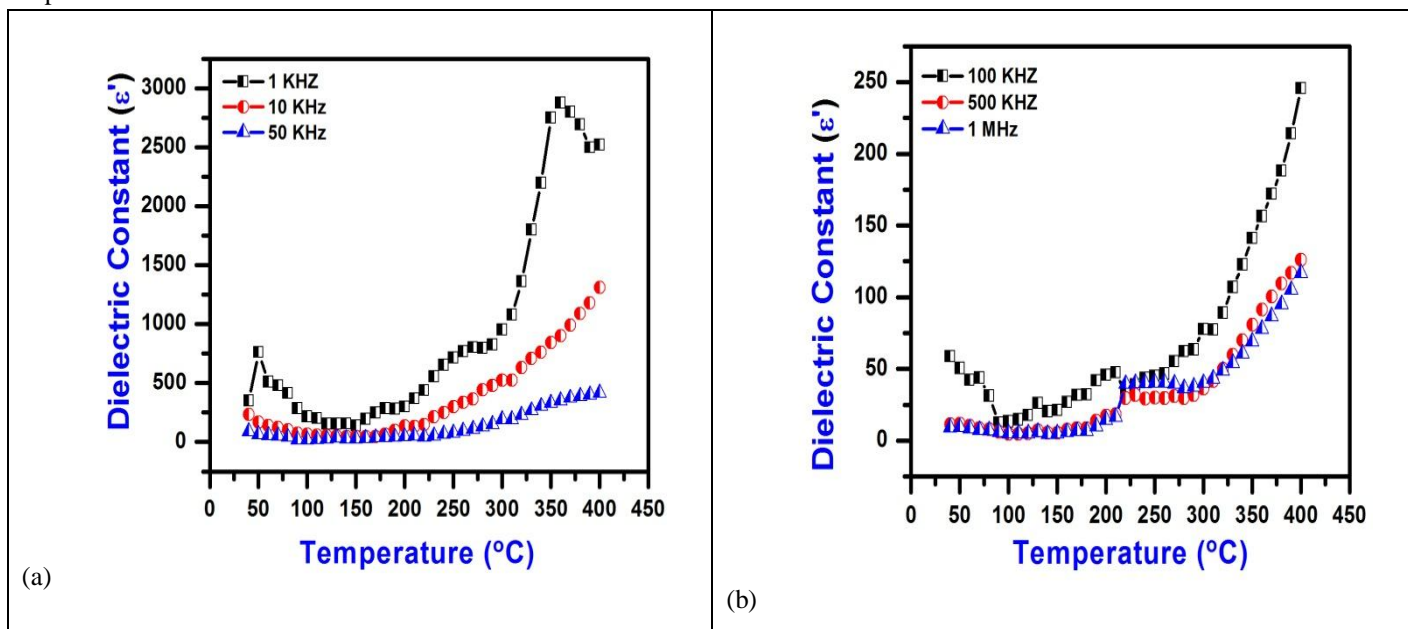 1 KHZ
10 KHz
50 KHz
Dielectric Constant (ε')
3000
2500
2000
1500
1000
500
0
0 50 100 150 200 250 300 350 400 450
Temperature (ºC)
(a)
100 KHZ
500 KHZ
1 MHz
Dielectric Constant (ε')
250
200
150
100
50
0
0 50 100 150 200 250 300 350 400 450
Temperature (ºC)
(b)